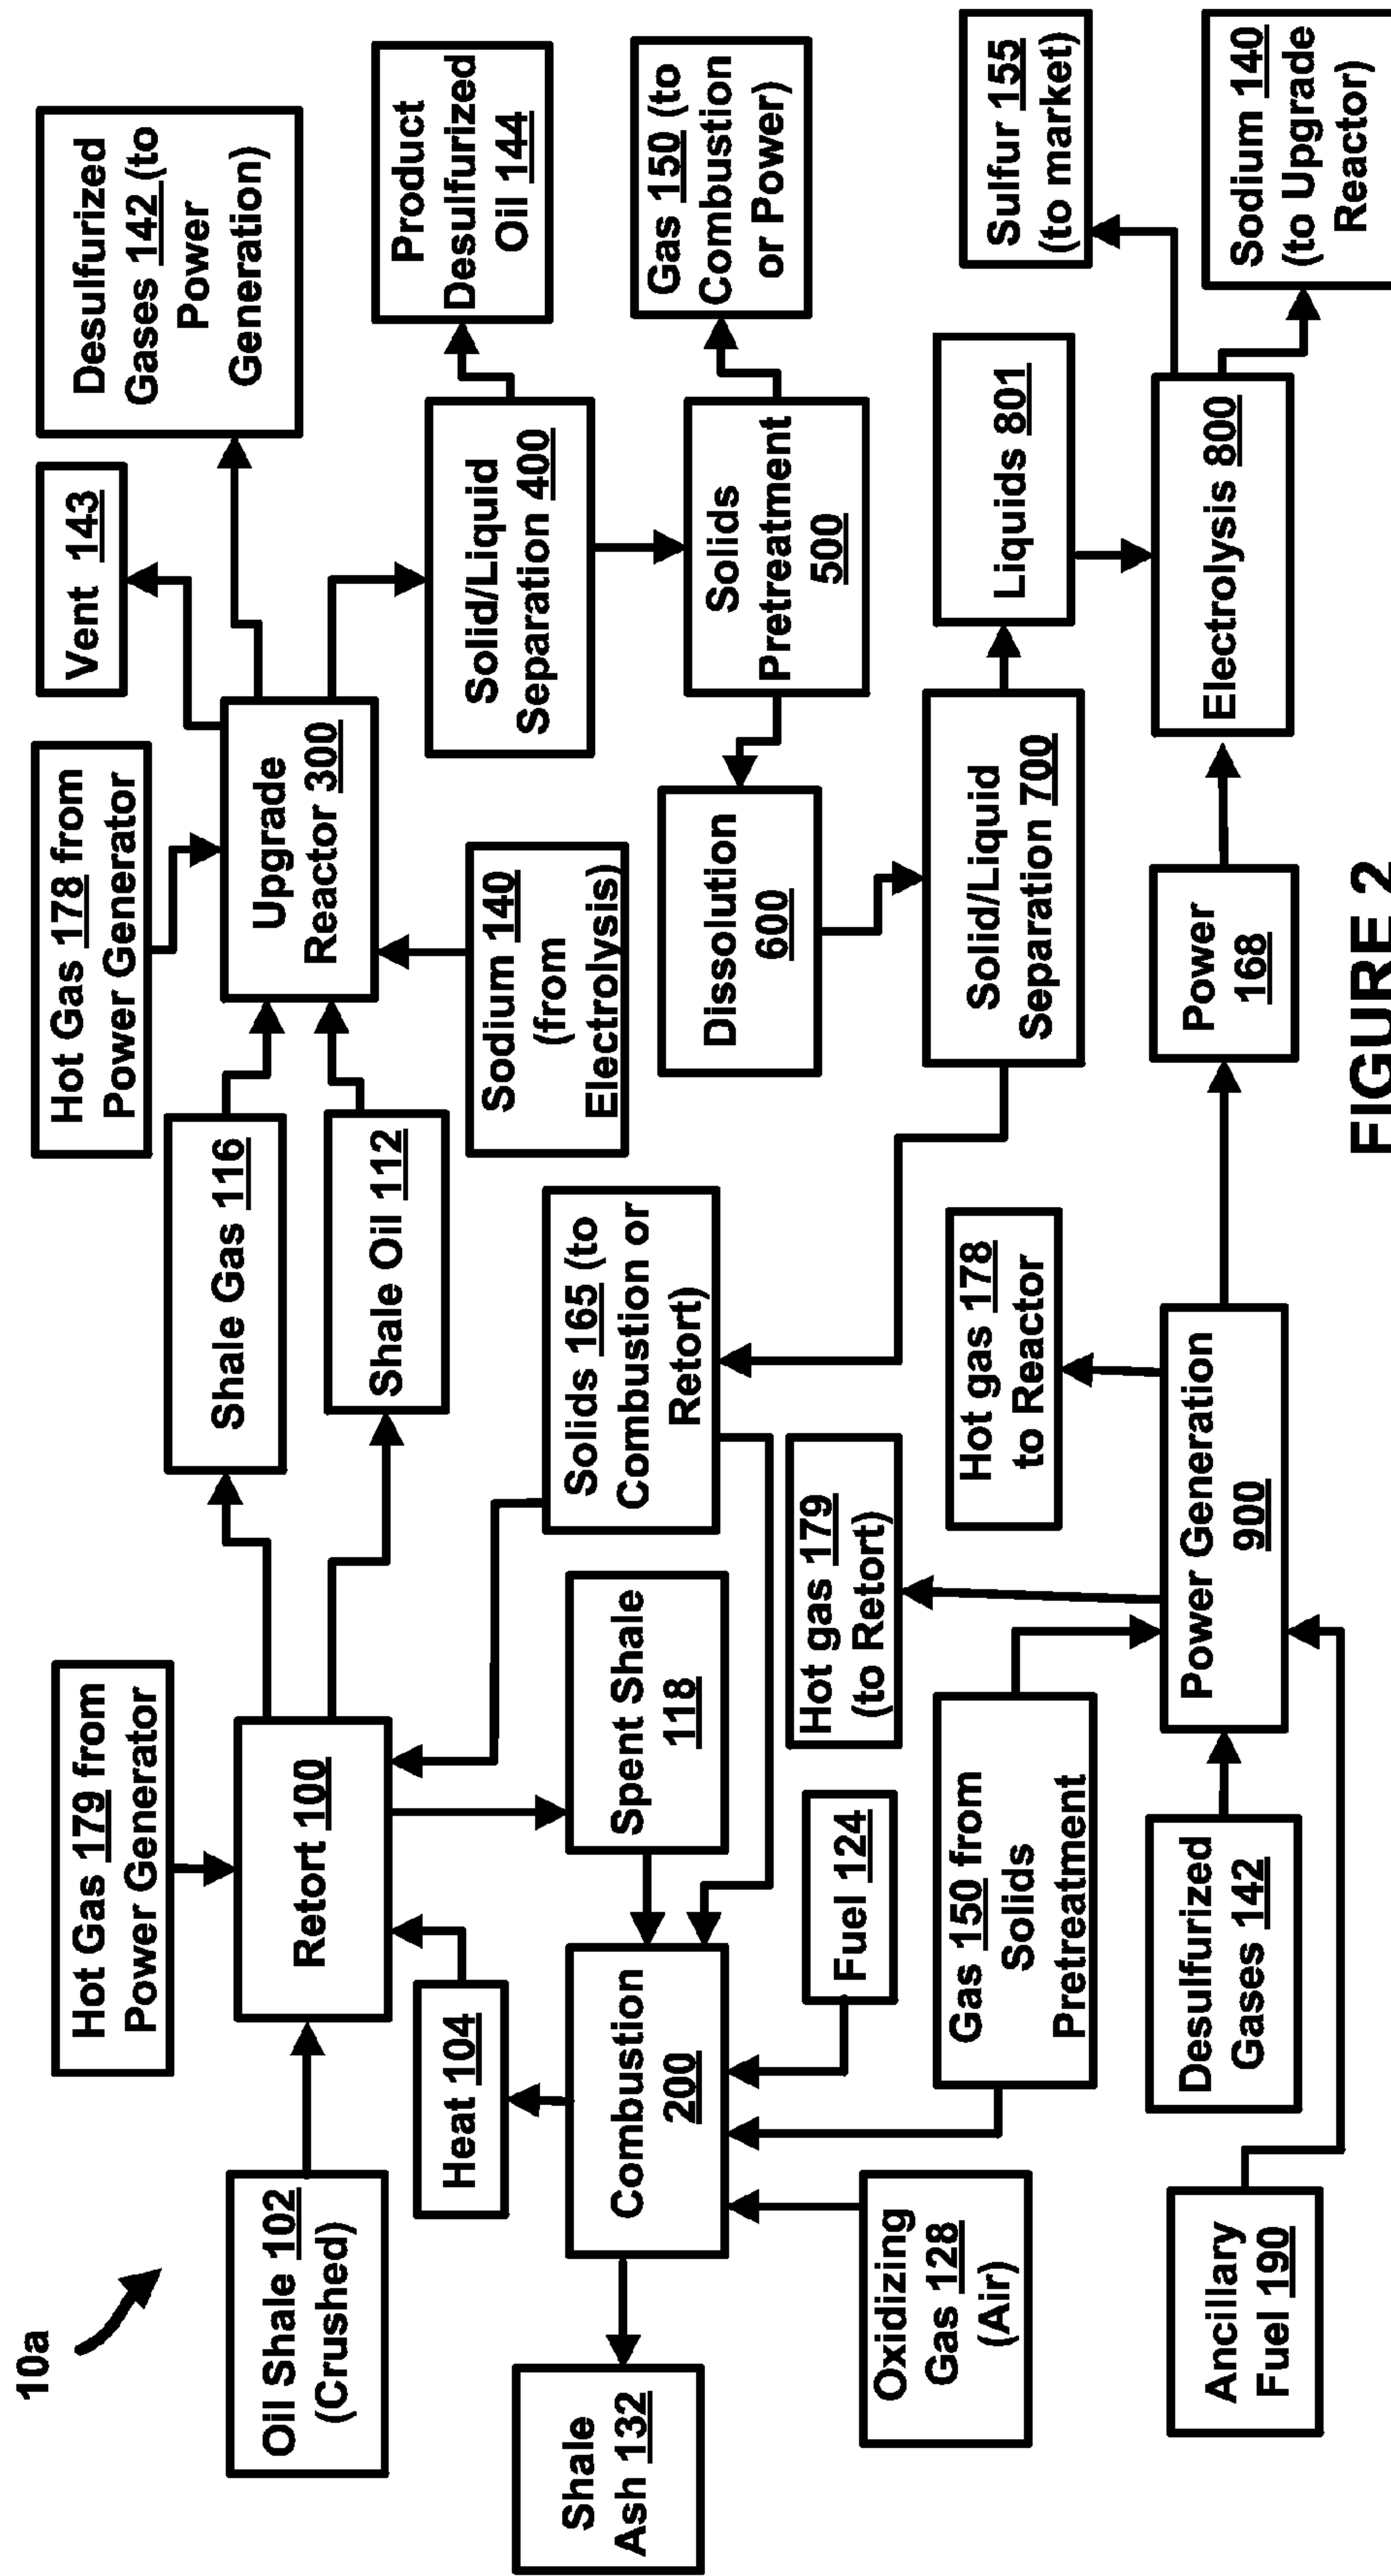 10a
Hot Gas 179 from
Power Generator
Hot Gas 178 from
Power Generator
Vent 143
Desulfurized
Gases 142 (to
Power
Generation)
Oil Shale 102
(Crushed)
Retort 100
Shale Gas 116
Shale Oil 112
Upgrade
Reactor 300
Product
Desulfurized
Oil 144
Heat 104
Sodium 140
(from
Electrolysis)
Solid/Liquid
Separation 400
Shale
Ash 132
Combustion
200
Spent Shale
118
Solids 165 (to
Combustion or
Retort)
Dissolution
600
Solids
Pretreatment
500
Gas 150 (to
Combustion
or Power)
Fuel 124
Hot gas 179
(to Retort)
Oxidizing
Gas 128
(Air)
Gas 150 from
Solids
Pretreatment
Hot gas 178
to Reactor
Solid/Liquid
Separation 700
Liquids 801
Sulfur 155
(to market)
Ancillary
Fuel 190
Desulfurized
Gases 142
Power Generation
900
Power
168
Electrolysis 800
Sodium 140
(to Upgrade
Reactor)
FIGURE 2